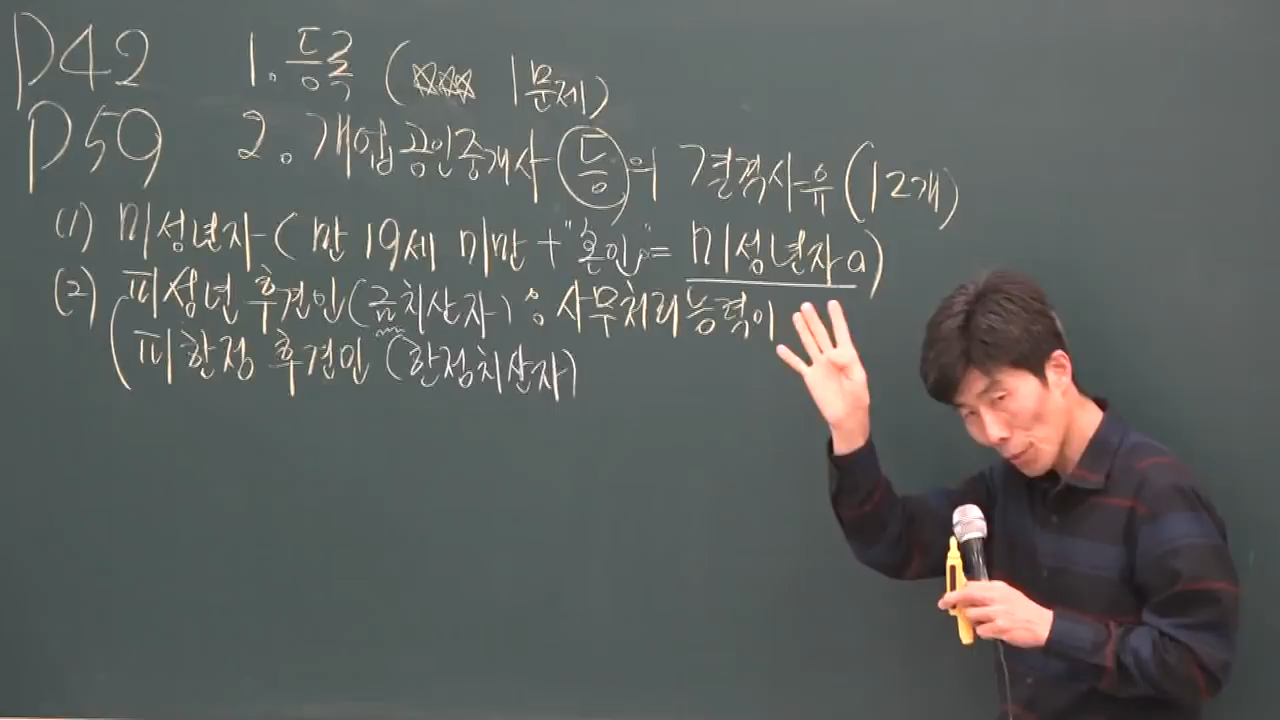 P42 1. 등록 (☆☆☆ 1문제)
P59 2. 개업공인중개사 등의 결격사유 (12개)
(1) 미성년자 (만 19세 미만 + "혼인" = 미성년자 a)
(2) 피성년 후견인 (금치산자) : 사무처리 능력이
피한정 후견인 (한정치산자)